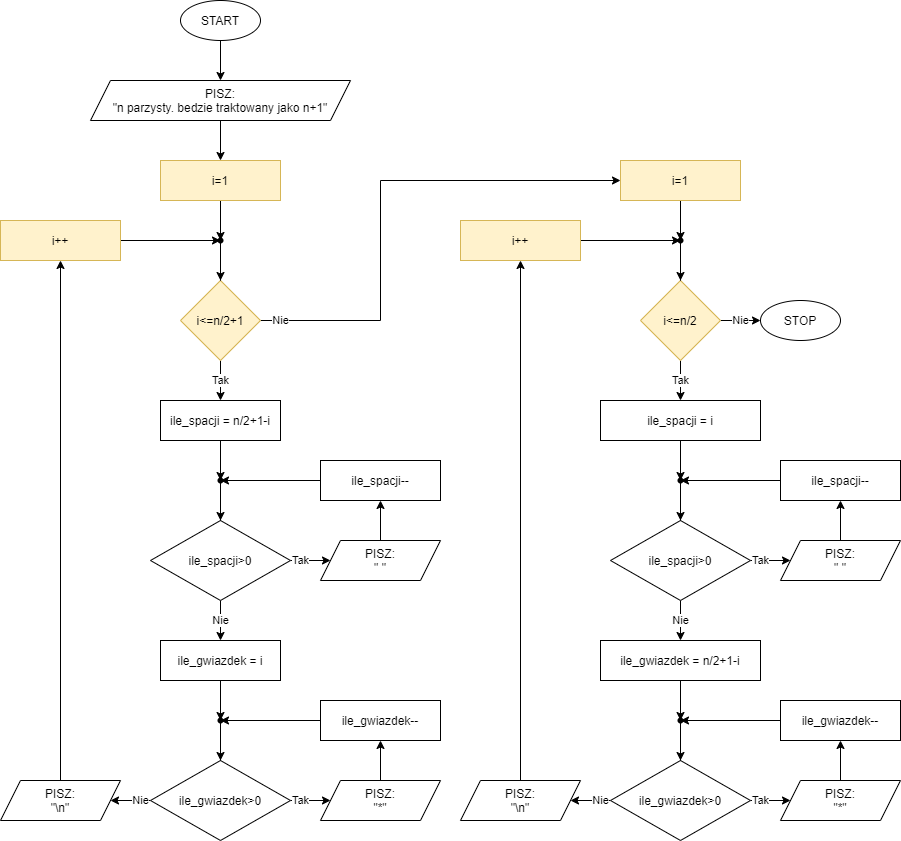 START
PISZ:
"n parzysty. bedzie traktowany jako n+1"
i=1
i++
i<=n/2+1
Nie
Tak
ile_spacji = n/2+1-i
ile_spacji--
ile_spacji>0
Tak
PISZ:
" "
Nie
ile_gwiazdek = i
ile_gwiazdek--
ile_gwiazdek>0
Tak
PISZ:
"*"
Nie
PISZ:
"\n"
i=1
i++
i<=n/2
Nie
STOP
Tak
ile_spacji = i
ile_spacji--
ile_spacji>0
Tak
PISZ:
" "
Nie
ile_gwiazdek = n/2+1-i
ile_gwiazdek--
ile_gwiazdek>0
Tak
PISZ:
"*"
Nie
PISZ:
"\n"